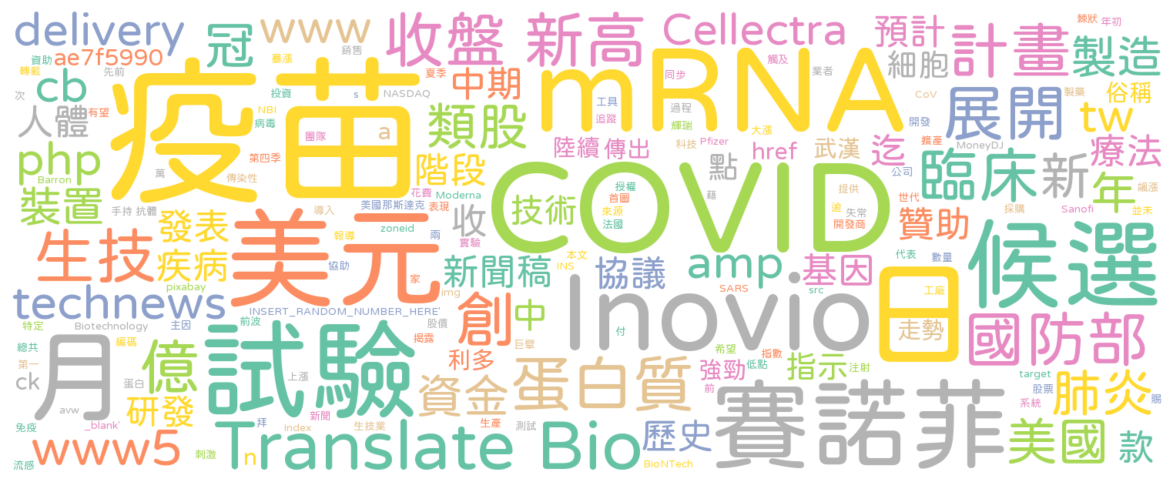 delivery
冠
www
收盤
新高
Cellectra
預計
計畫
製造
資助
ae7f5990
轉載
先前
暴漲
銷售
夏季
中期
同步
觸及
業者
細胞
棘狀
年初
次
cb
投資
s
NASDAQ
疫苗
mRNA
CoV
製藥
俗稱
tw
人體
有望
NBI
病毒
團隊
a
類股
工具
追蹤
過程
輝瑞
大漲
開發
展開
第四季
陸續
傳出
科技
Pfizer
href
武漢
迄
擴產
MoneyDJ
療法
php
Barron
萬
傳染性
階段
點
公司
臨床
新
年
飆漲
裝置
手持
抗體
花費
Moderna
美國那斯達克
表現
COVID
授權
首圖
來源
法國
籍
提供
追
失常
開發商
世代
贊助
採購
Sanofi
並未
技術
發表
導入
美元
收
zoneid
實驗
報導
兩
生技
疾病
協助
家
新聞稿
本文
INS
協議
amp
基因
代表
數量
候選
pixabay
img
SARS
src
工廠
technews
INSERT_RANDOM_NUMBER_HERE'
創
中
Inovio
日
走勢
國防部
特定
Biotechnology
主因
前波
股價
揭露
巨擘
付
編碼
總共
第一
月
億
試驗
利多
希望
指數
強勁
低點
指示
注射
target
股票
系統
肺炎
賜
ck
蛋白
上漲
資金
蛋白質
前
賽諾菲
avw
研發
_blank'
新聞
免疫
拜
Index
生技業
生產
測試
歷史
美國
款
www5
流感
刺激
n
Translate Bio
BioNTech